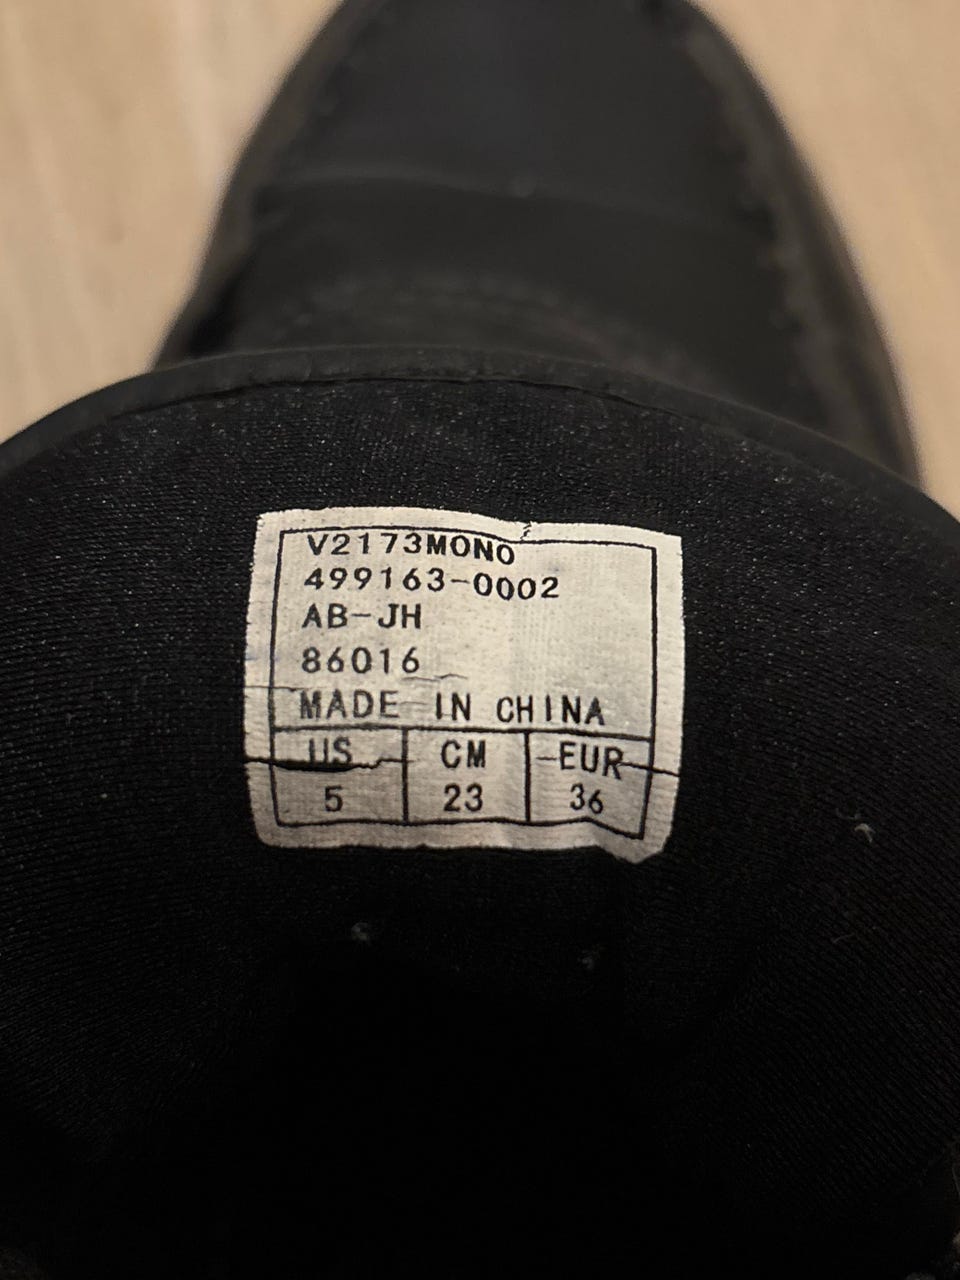 V2173MONO
499163-0002
AB-JH
86016
MADE IN CHINA
US CM EUR
5 23 36